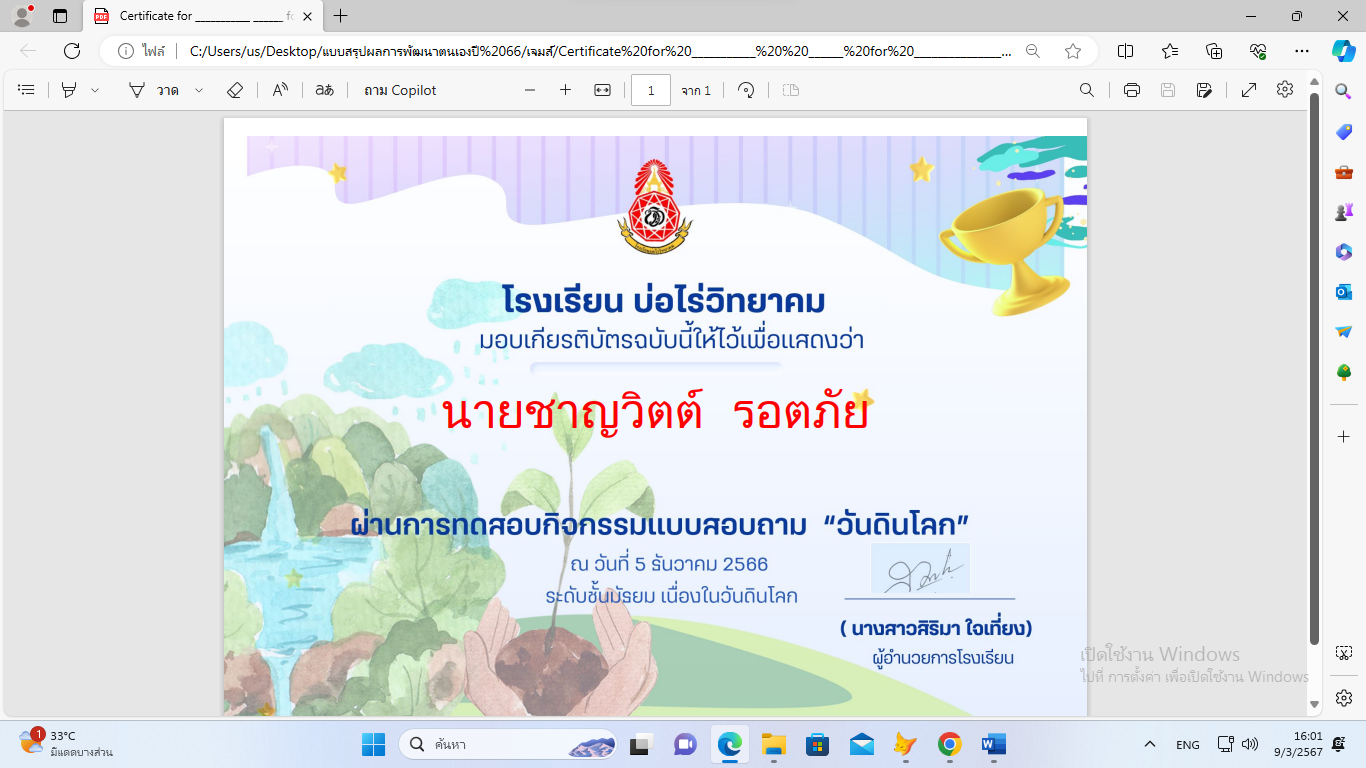 Certificate for ___________ ______ fo
ไฟล์ C:/Users/us/Desktop/แบบสรุปผลการพัฒนาตนเองปี%2066/เจมส์/Certificate%20for%20___________%20%20______%20for%20_______________...
วาด aあ ถาม Copilot 1 จาก 1
โรงเรียน บ่อไร่วิทยาคม
มอบเกียรติบัตรฉบับนี้ให้ไว้เพื่อแสดงว่า
นายชาญวิตต์ รอตภัย
ผ่านการทดสอบกิจกรรมแบบสอบถาม “วันดินโลก”
ณ วันที่ 5 ธันวาคม 2566
ระดับชั้นมัธยม เนื่องในวันดินโลก
( นางสาวสิริมา ใจเที่ยง)
ผู้อำนวยการโรงเรียน
เปิดใช้งาน Windows
ไปที่ การตั้งค่า เพื่อเปิดใช้งาน Windows
1 33°C
มีแดดบางส่วน
ค้นหา
ENG
16:01
9/3/2567